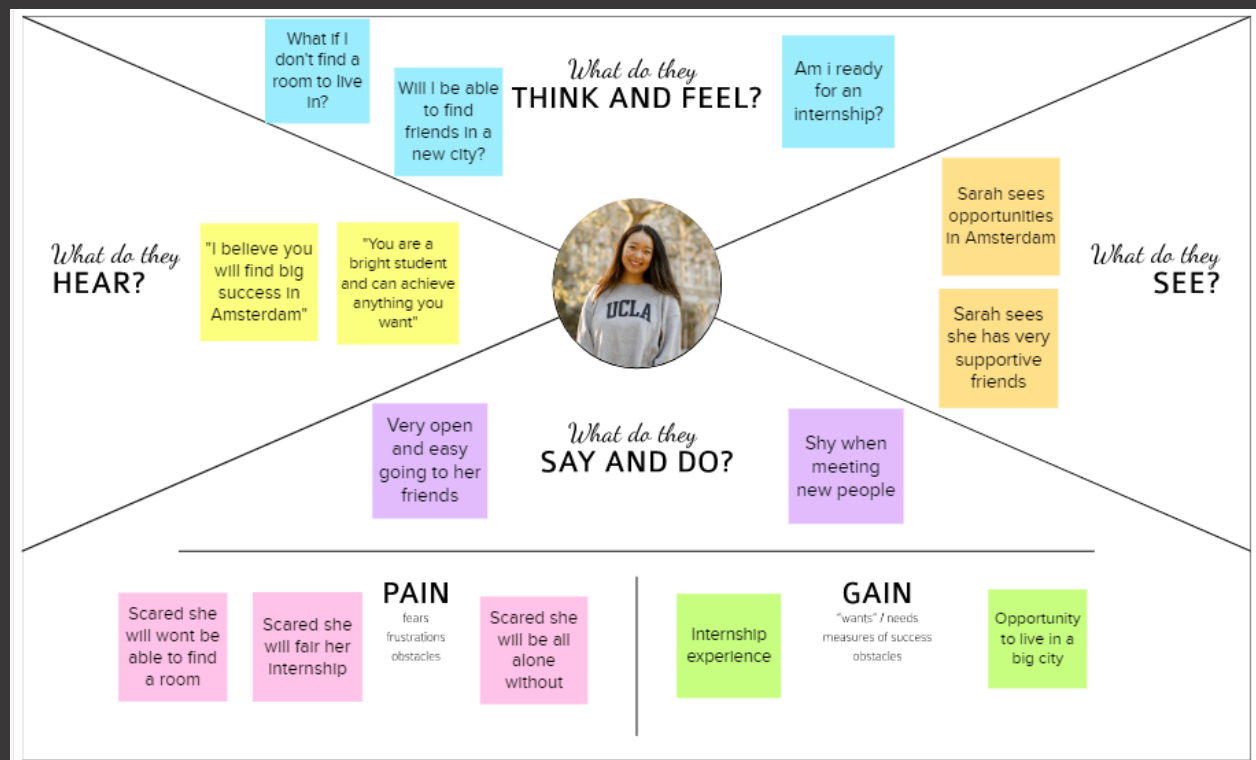 What if I
don't find a
room to live
in?
Will I be able
to find
friends in a
new city?
What do they
THINK AND FEEL?
Am i ready
for an
internship?
What do they
HEAR?
"I believe you
will find big
success in
Amsterdam"
"You are a
bright student
and can achieve
anything you
want"
UCLA
Sarah sees
opportunities
in Amsterdam
Sarah sees
she has very
supportive
friends
What do they
SEE?
Very open
and easy
going to her
friends
What do they
SAY AND DO?
Shy when
meeting
new people
Scared she
will wont be
able to find
a room
Scared she
will fair her
internship
PAIN
fears
frustrations
obstacles
Scared she
will be all
alone
without
Internship
experience
GAIN
"wants" / needs
measures of success
obstacles
Opportunity
to live in a
big city